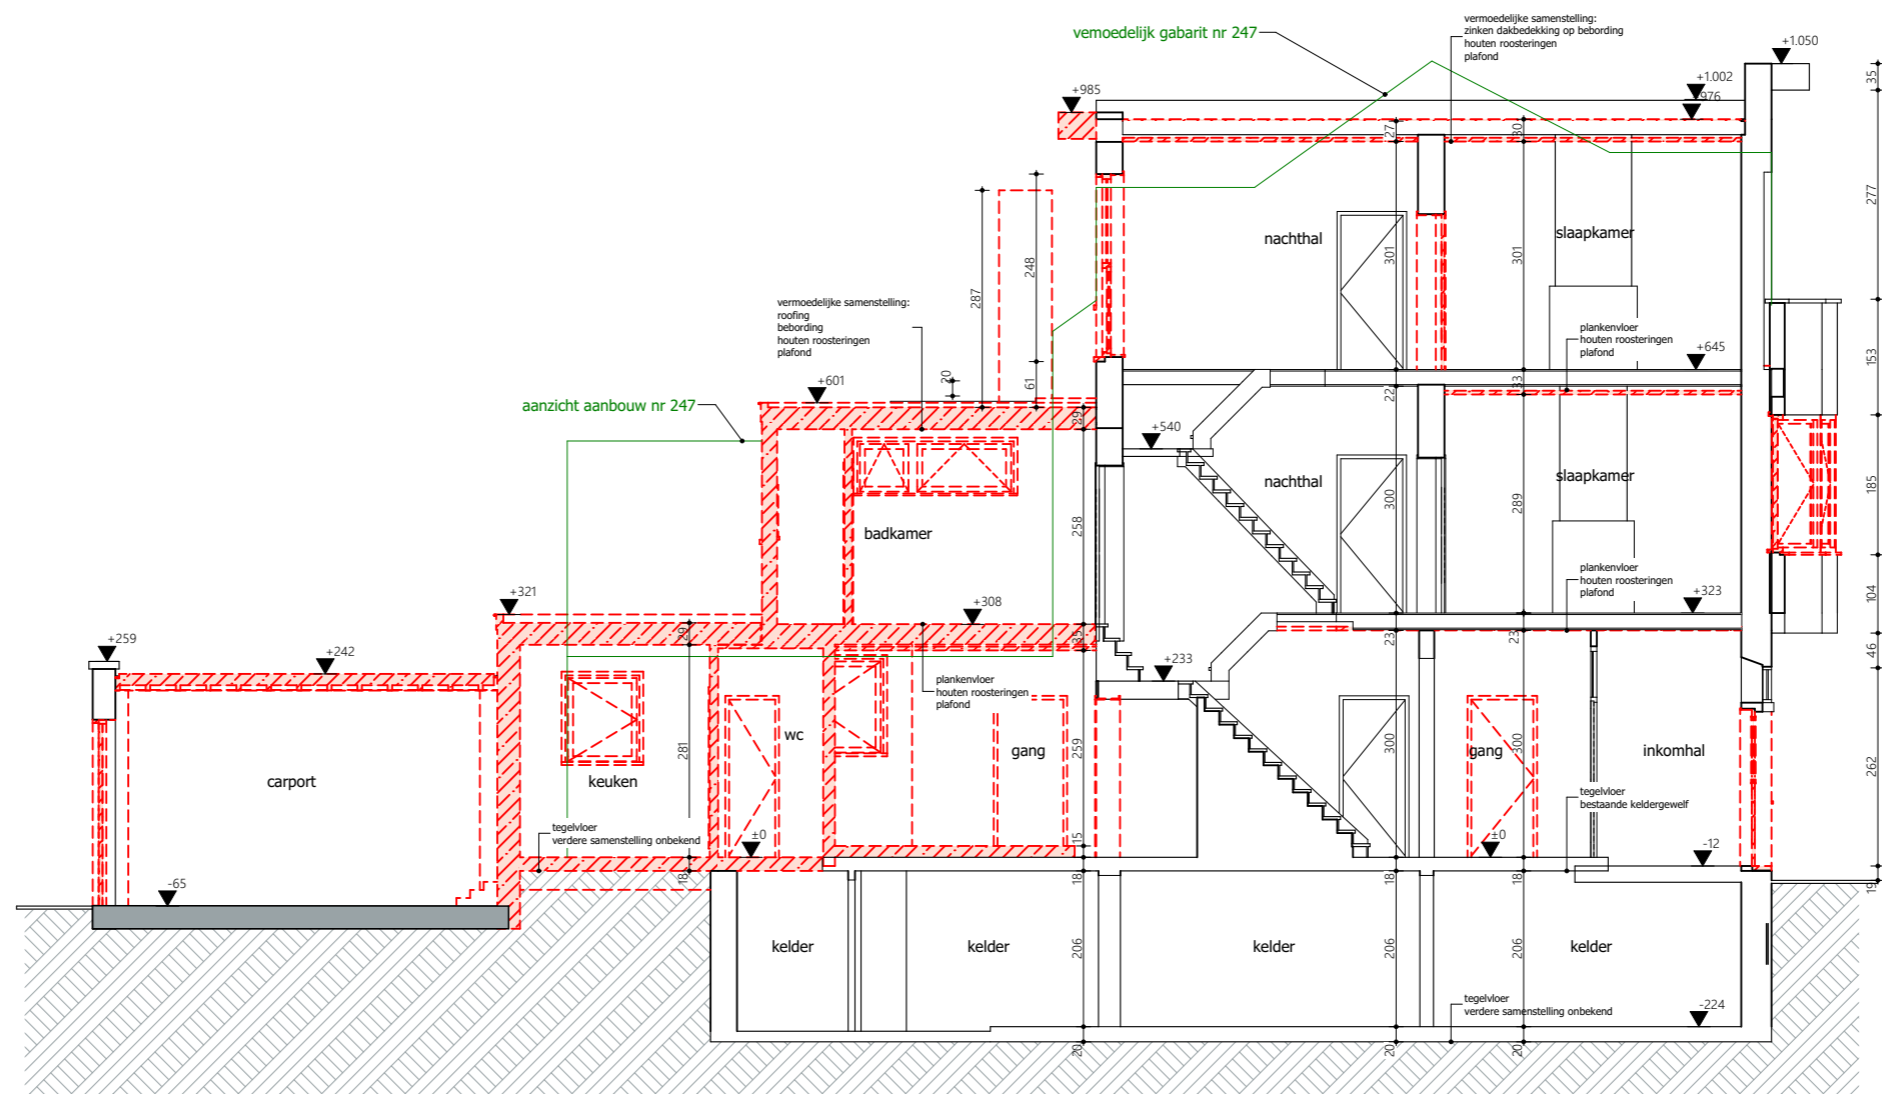 vemoedelijk gabarit nr 247
vermoedelijke samenstelling:
zinken dakbedekking op bebording
houten roosteringen
plafond
+1.050
+985
+1.002
976
35
27
30
277
nachthal
slaapkamer
301
301
248
287
61
20
vermoedelijke samenstelling:
roofing
bebording
houten roosteringen
plafond
plankenvloer
houten roosteringen
plafond
+645
153
33
22
+601
aanzicht aanbouw nr 247
29
+540
nachthal
slaapkamer
300
289
185
badkamer
258
plankenvloer
houten roosteringen
plafond
+323
104
+321
+308
29
35
23
23
46
+259
+242
+233
plankenvloer
houten roosteringen
plafond
wc
gang
gang
inkomhal
281
259
300
300
262
carport
keuken
tegelvloer
bestaande keldergewelf
tegelvloer
verdere samenstelling onbekend
±0
±0
15
-12
18
18
18
18
19
-65
kelder
kelder
kelder
kelder
206
206
206
tegelvloer
verdere samenstelling onbekend
-224
20
20
20